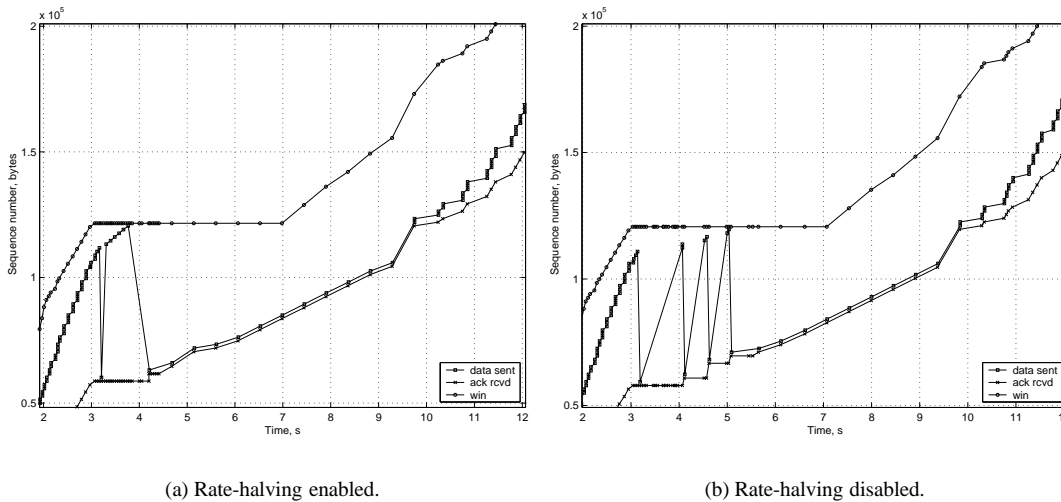 x 10^5
2
1.5
1
0.5
Sequence number, bytes
2 3 4 5 6 7 8 9 10 11 12
Time, s
data sent
ack rcvd
win
(a) Rate-halving enabled.
x 10^5
2
1.5
1
0.5
Sequence number, bytes
2 3 4 5 6 7 8 9 10 11
Time, s
data sent
ack rcvd
win
(b) Rate-halving disabled.